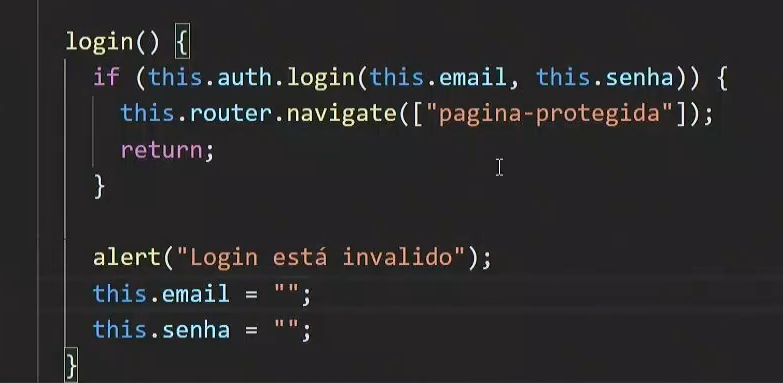 login() {
if (this.auth.login(this.email, this.senha)) {
this.router.navigate(["pagina-protegida"]);
return;
}
alert("Login está invalido");
this.email = "";
this.senha = "";
}